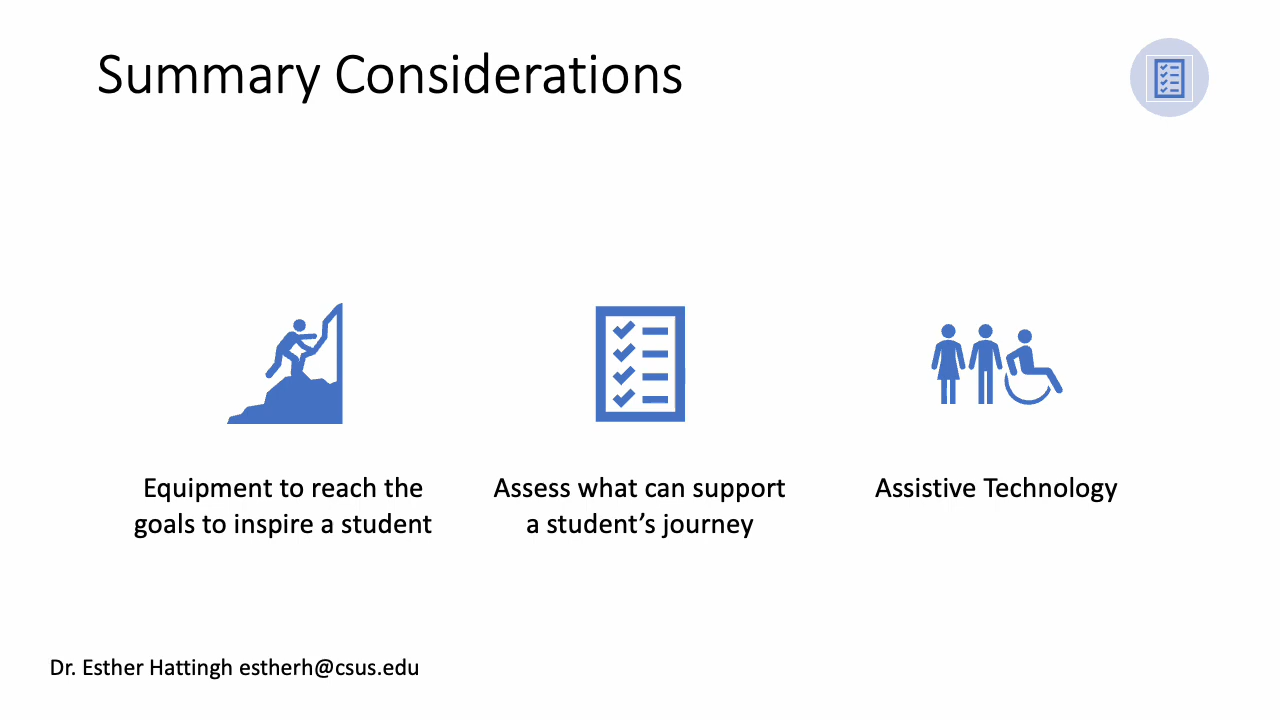 Summary Considerations
Equipment to reach the
goals to inspire a student
Assess what can support
a student’s journey
Assistive Technology
Dr. Esther Hattingh estherh@csus.edu